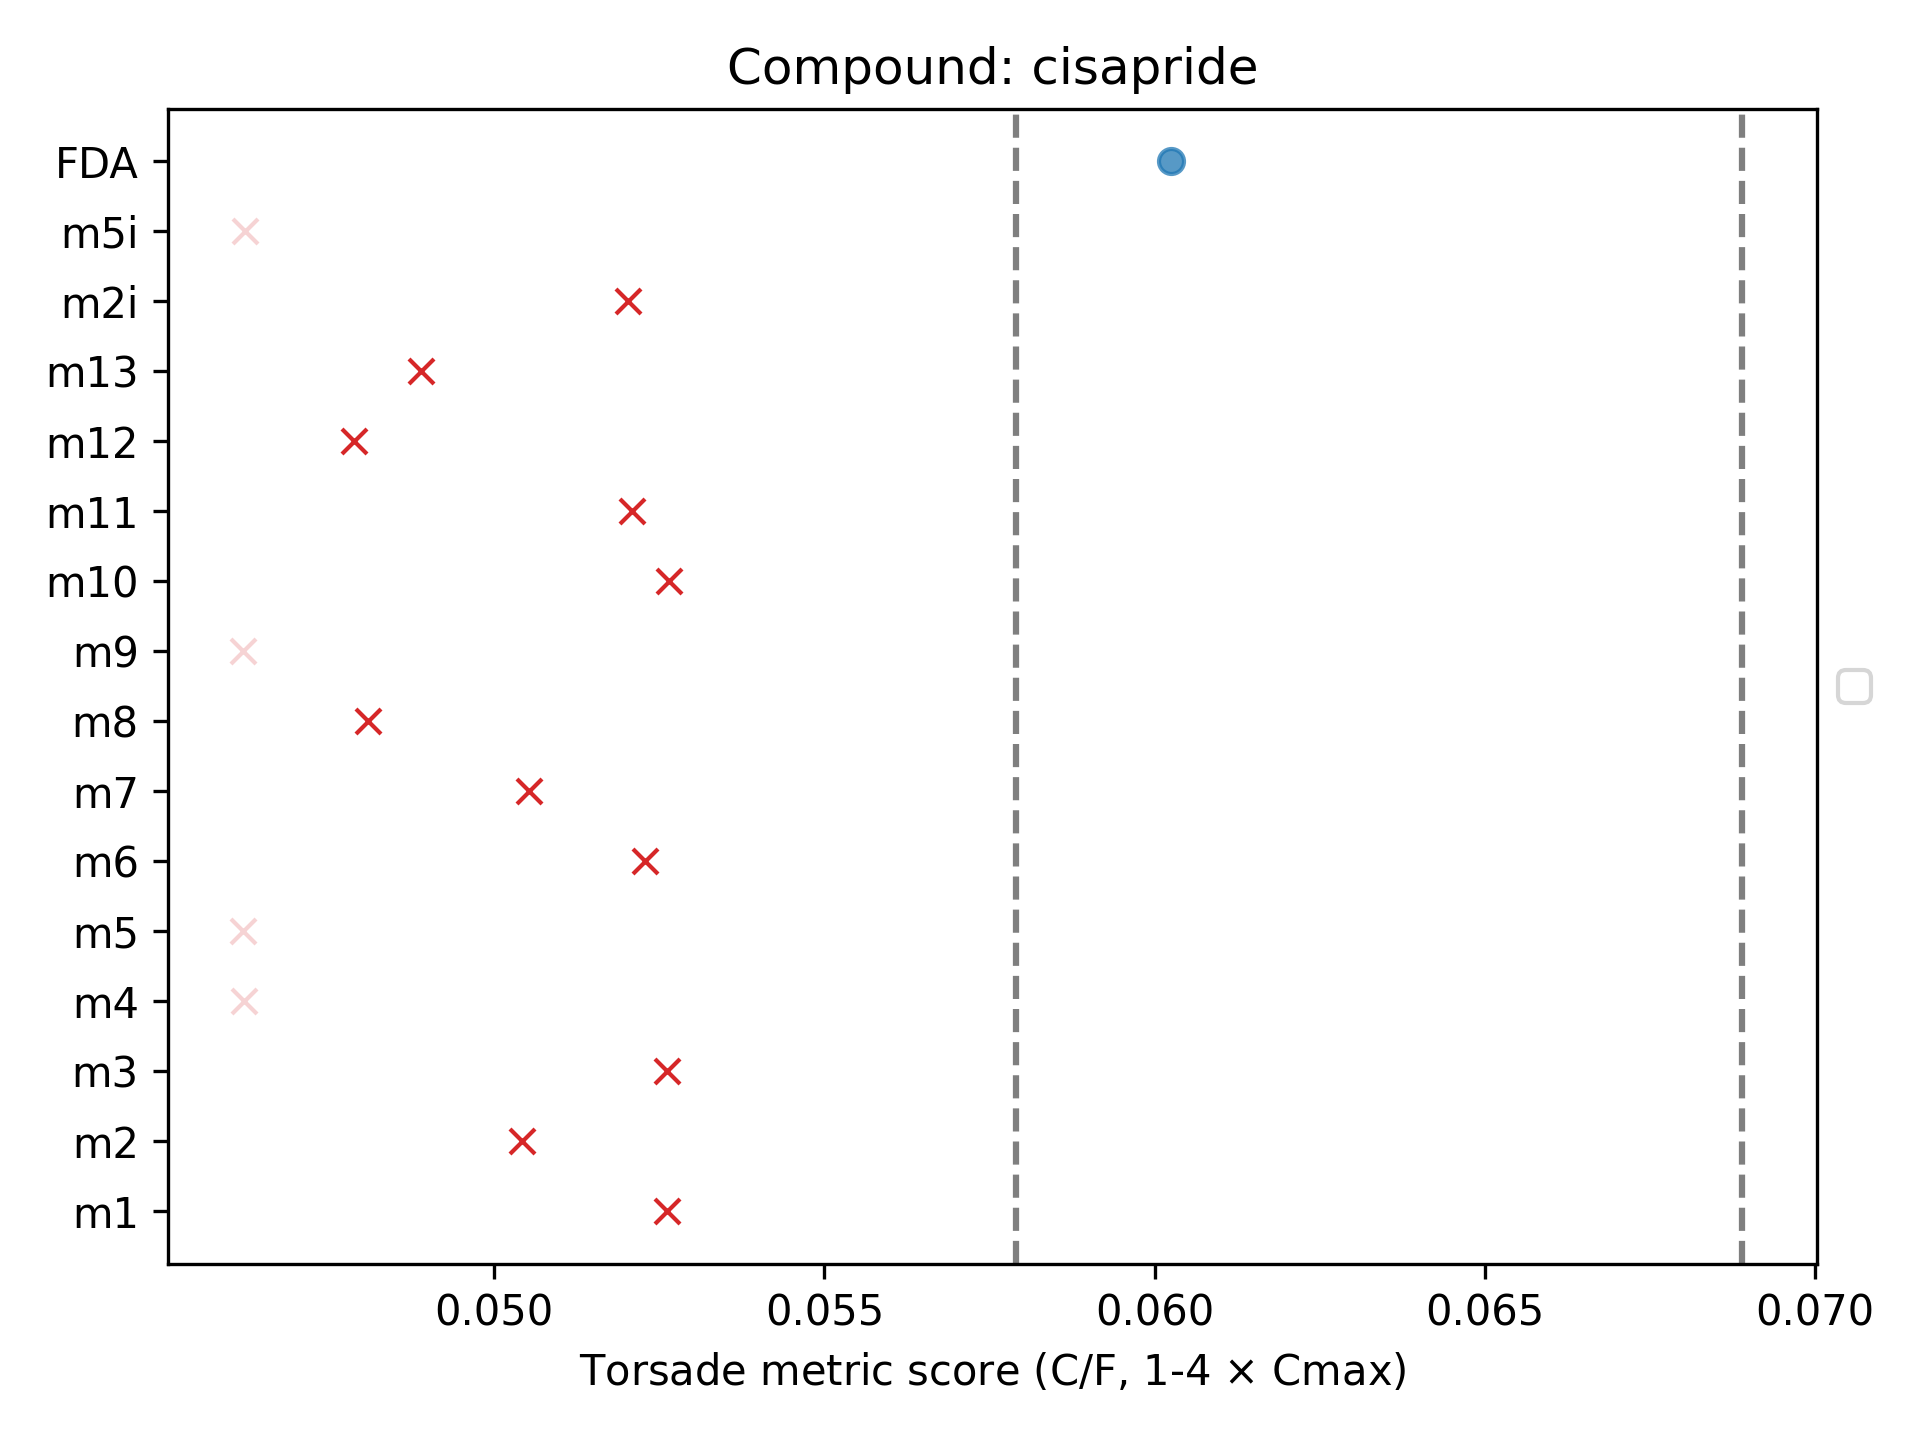 Compound: cisapride
FDA
m5i
m2i
m13
m12
m11
m10
m9
m8
m7
m6
m5
m4
m3
m2
m1
0.050 0.055 0.060 0.065 0.070
Torsade metric score (C/F, 1-4 × Cmax)